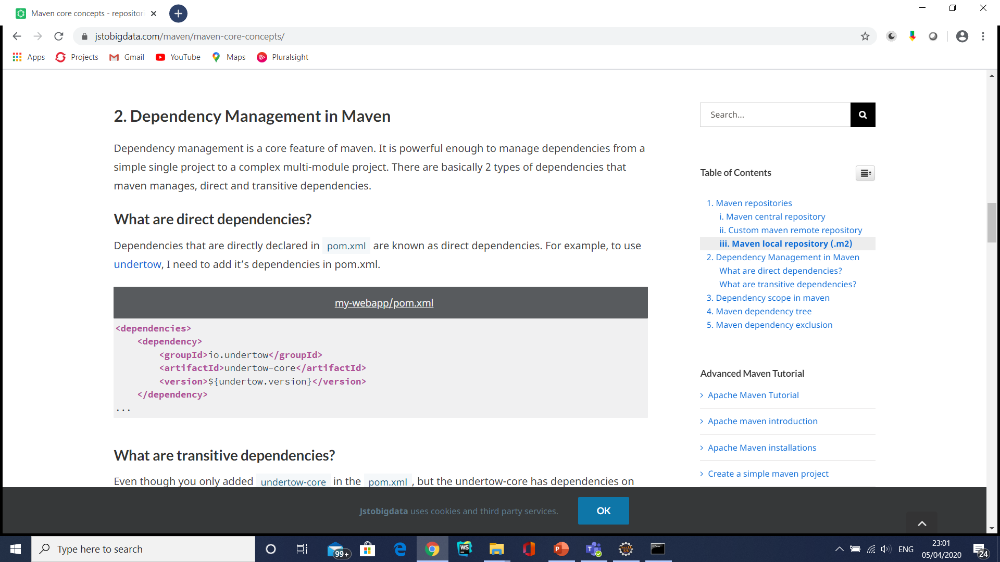 Maven core concepts - repositori
jstobigdata.com/maven/maven-core-concepts/
Apps Projects Gmail YouTube Maps Pluralsight
2. Dependency Management in Maven
Dependency management is a core feature of maven. It is powerful enough to manage dependencies from a
simple single project to a complex multi-module project. There are basically 2 types of dependencies that
maven manages, direct and transitive dependencies.
What are direct dependencies?
Dependencies that are directly declared in pom.xml are known as direct dependencies. For example, to use
undertow, I need to add it’s dependencies in pom.xml.
my-webapp/pom.xml
<dependencies>
<dependency>
<groupId>io.undertow</groupId>
<artifactId>undertow-core</artifactId>
<version>${undertow.version}</version>
</dependency>
...
What are transitive dependencies?
Even though you only added undertow-core in the pom.xml , but the undertow-core has dependencies on
Search...
Table of Contents
1. Maven repositories
i. Maven central repository
ii. Custom maven remote repository
iii. Maven local repository (.m2)
2. Dependency Management in Maven
What are direct dependencies?
What are transitive dependencies?
3. Dependency scope in maven
4. Maven dependency tree
5. Maven dependency exclusion
Advanced Maven Tutorial
Apache Maven Tutorial
Apache maven introduction
Apache Maven installations
Create a simple maven project
Jstobigdata uses cookies and third party services. OK
Type here to search
99+
WS
ENG
23:01
05/04/2020
24